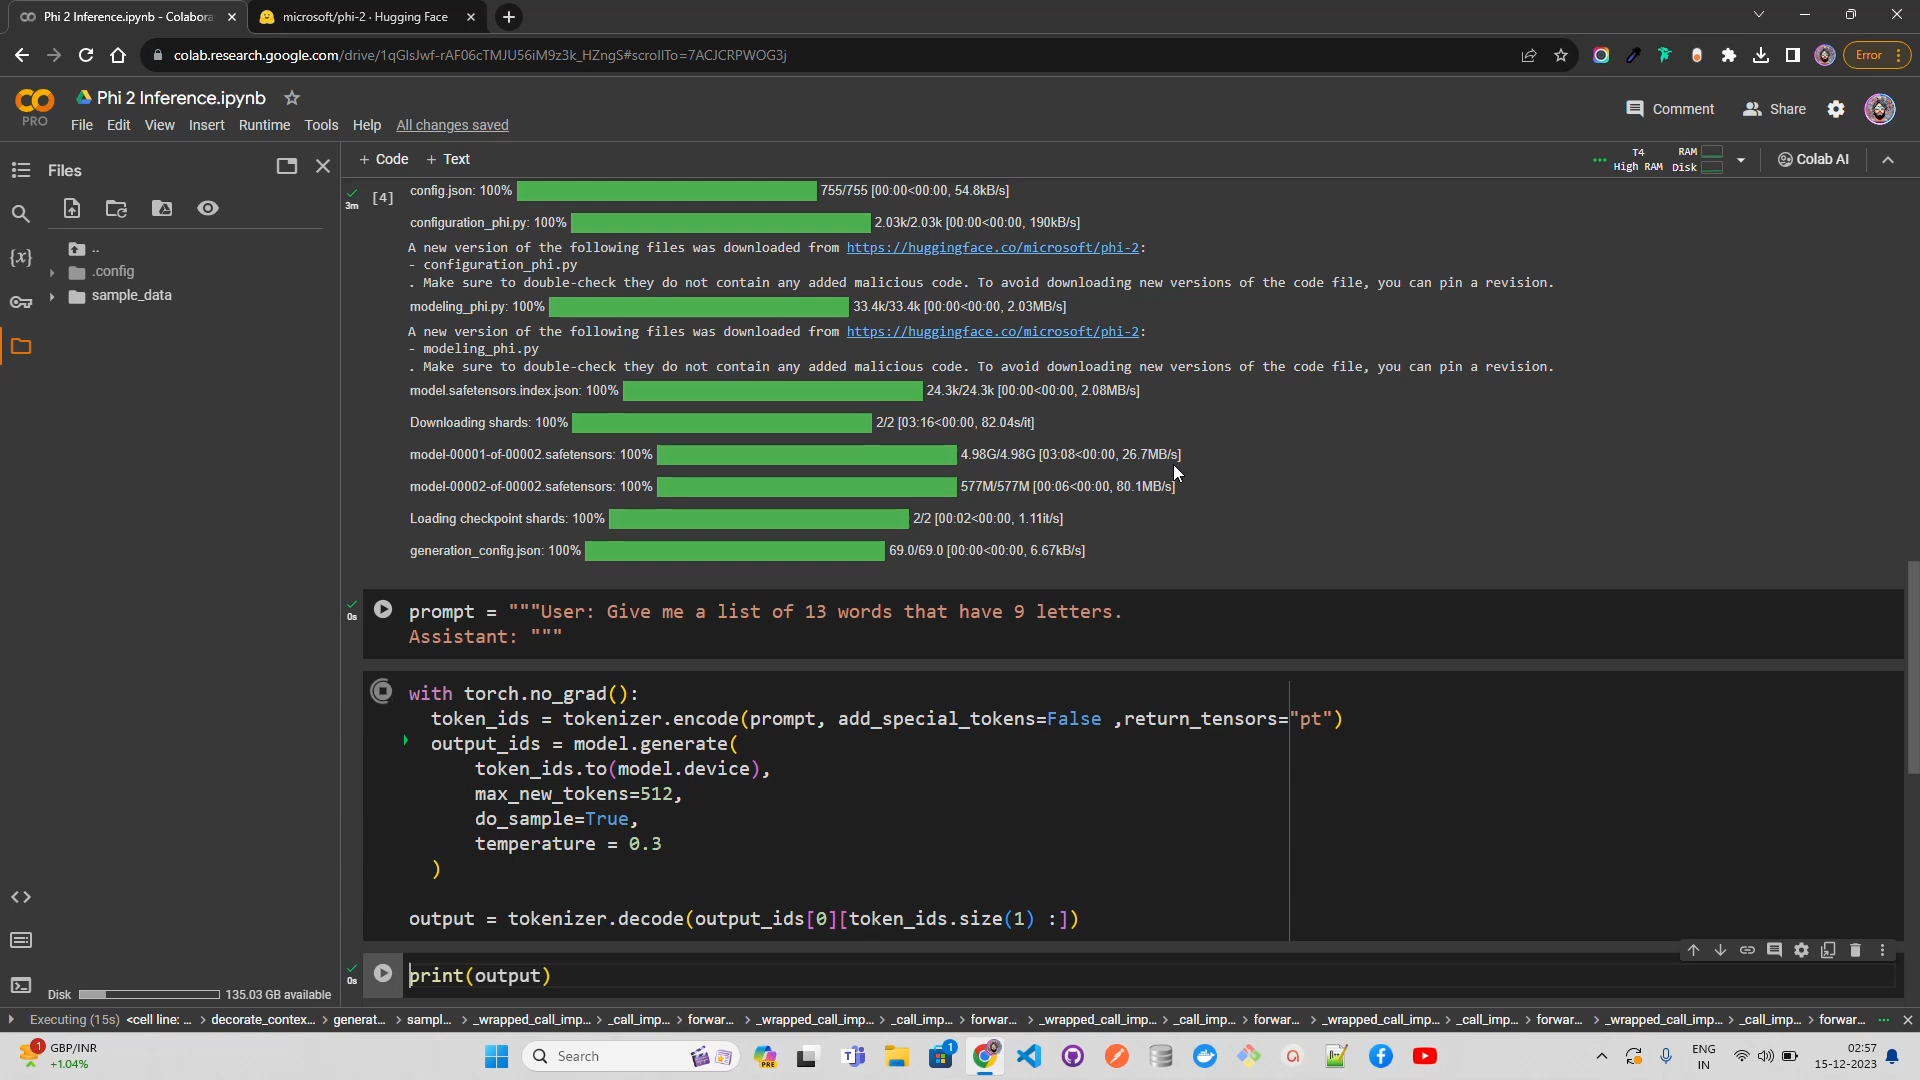 Phi 2 Inference.ipynb - Colabora
microsoft/phi-2 · Hugging Face
colab.research.google.com/drive/1qGlsJwf-rAF06cTMJU56iM9z3k_HZngS#scrollTo=7ACJCRPWOG3j
Error
PRO
Phi 2 Inference.ipynb
File Edit View Insert Runtime Tools Help All changes saved
Comment Share
Files
+ Code + Text
T4 RAM
High RAM Disk
Colab AI
..
.config
sample_data
{x}
3m
[4]
config.json: 100% 755/755 [00:00<00:00, 54.8kB/s]
configuration_phi.py: 100% 2.03k/2.03k [00:00<00:00, 190kB/s]
A new version of the following files was downloaded from https://huggingface.co/microsoft/phi-2:
- configuration_phi.py
. Make sure to double-check they do not contain any added malicious code. To avoid downloading new versions of the code file, you can pin a revision.
modeling_phi.py: 100% 33.4k/33.4k [00:00<00:00, 2.03MB/s]
A new version of the following files was downloaded from https://huggingface.co/microsoft/phi-2:
- modeling_phi.py
. Make sure to double-check they do not contain any added malicious code. To avoid downloading new versions of the code file, you can pin a revision.
model.safetensors.index.json: 100% 24.3k/24.3k [00:00<00:00, 2.08MB/s]
Downloading shards: 100% 2/2 [03:16<00:00, 82.04s/it]
model-00001-of-00002.safetensors: 100% 4.98G/4.98G [03:08<00:00, 26.7MB/s]
model-00002-of-00002.safetensors: 100% 577M/577M [00:06<00:00, 80.1MB/s]
Loading checkpoint shards: 100% 2/2 [00:02<00:00, 1.11it/s]
generation_config.json: 100% 69.0/69.0 [00:00<00:00, 6.67kB/s]
0s
prompt = """User: Give me a list of 13 words that have 9 letters.
Assistant: """
with torch.no_grad():
token_ids = tokenizer.encode(prompt, add_special_tokens=False ,return_tensors="pt")
output_ids = model.generate(
token_ids.to(model.device),
max_new_tokens=512,
do_sample=True,
temperature = 0.3
)
output = tokenizer.decode(output_ids[0][token_ids.size(1) :])
0s
print(output)
Disk 135.03 GB available
Executing (15s) <cell line: ... > decorate_contex... > generat... > sampl... > _wrapped_call_imp... > _call_imp... > forwar... > _wrapped_call_imp... > _call_imp... > forwar... > _wrapped_call_imp... > _call_imp... > forwar... > _wrapped_call_imp... > _call_imp... > forwar... > _wrapped_call_imp... > _call_imp... > forwar...
1
GBP/INR
+1.04%
Search
PRE
1
ENG
IN
02:57
15-12-2023